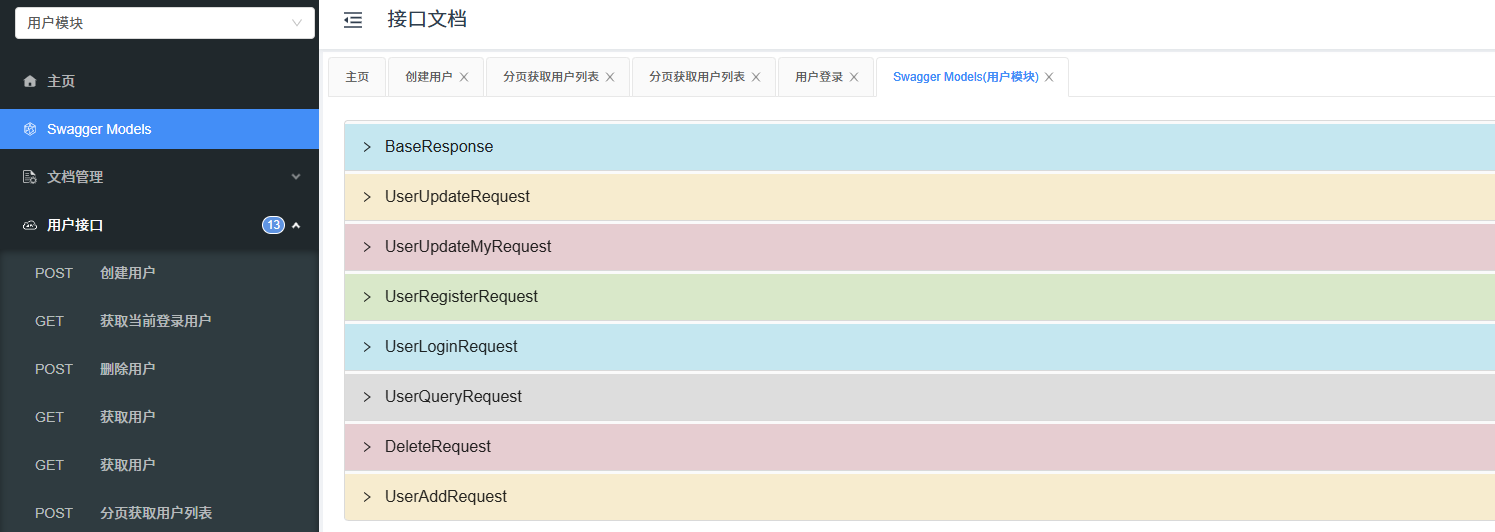 用户模块
主页
Swagger Models
文档管理
用户接口 13
POST 创建用户
GET 获取当前登录用户
POST 删除用户
GET 获取用户
GET 获取用户
POST 分页获取用户列表
接口文档
主页 创建用户 分页获取用户列表 分页获取用户列表 用户登录 Swagger Models(用户模块)
BaseResponse
UserUpdateRequest
UserUpdateMyRequest
UserRegisterRequest
UserLoginRequest
UserQueryRequest
DeleteRequest
UserAddRequest